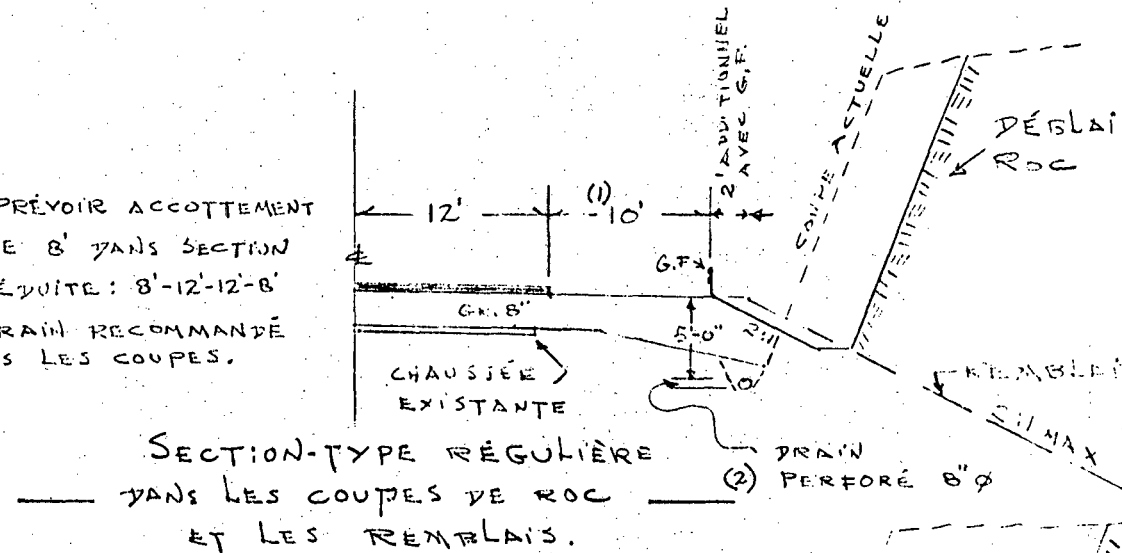 2' ADDITIONNEL
AVEC G.F.
COUPE ACTUELLE
DÉBLAI
ROC
PRÉVOIR ACCOTTEMENT
E 8' DANS SECTION
ÉDUITE: 8'-12'-12'-8'
RAIN RECOMMANDÉ
S LES COUPES.
12'
(1)
10'
G.F.
GR. 8"
5'-0"
2:1
CHAUSSÉE
EXISTANTE
REMBLAI
2:1 MAX
DRAIN
(2) PERFORÉ 8"Ø
SECTION-TYPE RÉGULIÈRE
DANS LES COUPES DE ROC
ET LES REMBLAIS.